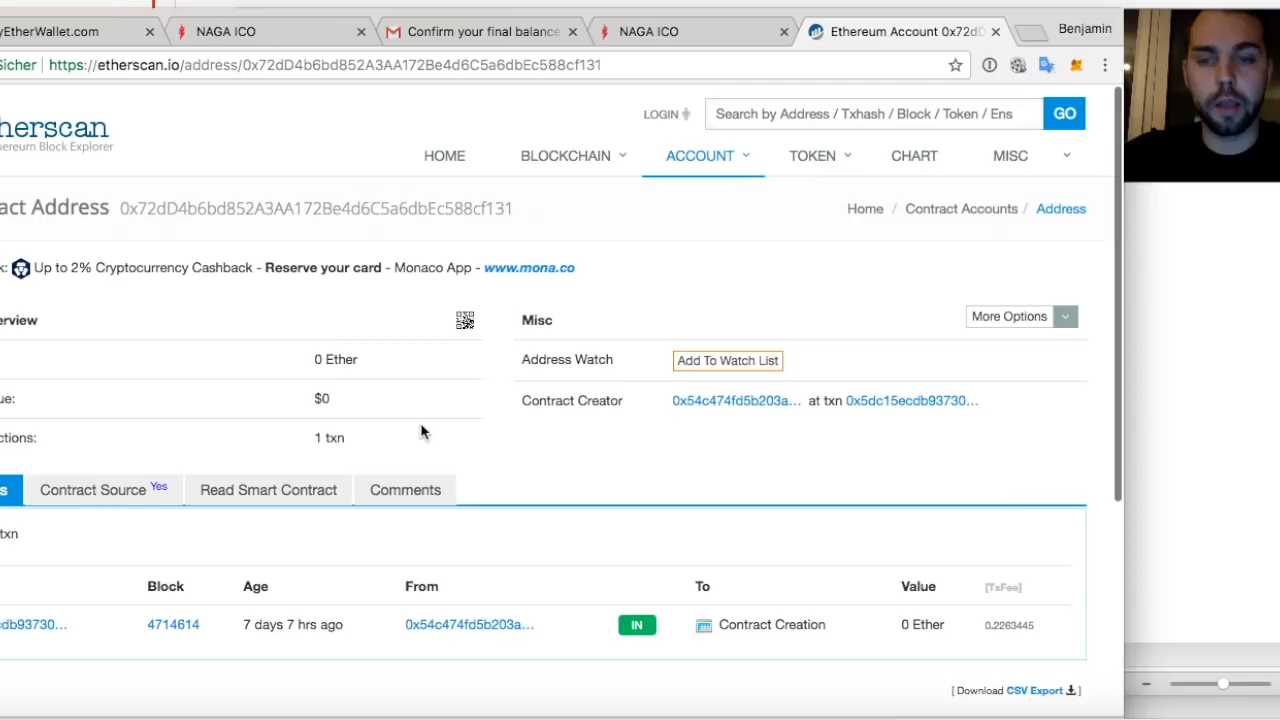 yEtherWallet.com
NAGA ICO
Confirm your final balance
NAGA ICO
Ethereum Account 0x72dD
Benjamin
Sicher | https://etherscan.io/address/0x72dD4b6bd852A3AA172Be4d6C5a6dbEc588cf131
LOGIN
Search by Address / Txhash / Block / Token / Ens
GO
herscan
hereum Block Explorer
HOME
BLOCKCHAIN
ACCOUNT
TOKEN
CHART
MISC
act Address 0x72dD4b6bd852A3AA172Be4d6C5a6dbEc588cf131
Home / Contract Accounts / Address
k: Up to 2% Cryptocurrency Cashback - Reserve your card - Monaco App - www.mona.co
erview
Misc
More Options
0 Ether
Address Watch
Add To Watch List
ue:
$0
Contract Creator
0x54c474fd5b203a... at txn 0x5dc15ecdb93730...
ctions:
1 txn
s
Contract Source Yes
Read Smart Contract
Comments
txn
Block
Age
From
To
Value
[TxFee]
cdb93730...
4714614
7 days 7 hrs ago
0x54c474fd5b203a...
IN
Contract Creation
0 Ether
0.2263445
[ Download CSV Export ]